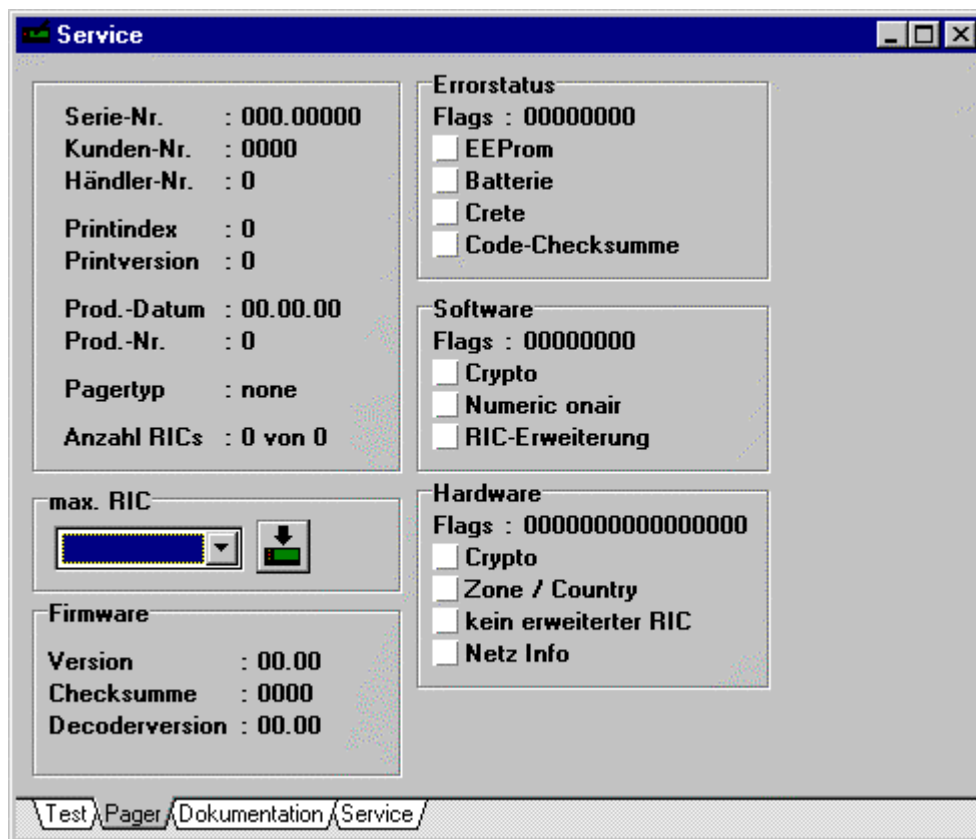 Service
Serie-Nr. : 000.00000
Kunden-Nr. : 0000
Händler-Nr. : 0
Printindex : 0
Printversion : 0
Prod.-Datum : 00.00.00
Prod.-Nr. : 0
Pagertyp : none
Anzahl RICs : 0 von 0
max. RIC
Firmware
Version : 00.00
Checksumme : 0000
Decoderversion : 00.00
Errorstatus
Flags : 00000000
EEProm
Batterie
Crete
Code-Checksumme
Software
Flags : 00000000
Crypto
Numeric onair
RIC-Erweiterung
Hardware
Flags : 0000000000000000
Crypto
Zone / Country
kein erweiterter RIC
Netz Info
Test Pager Dokumentation Service